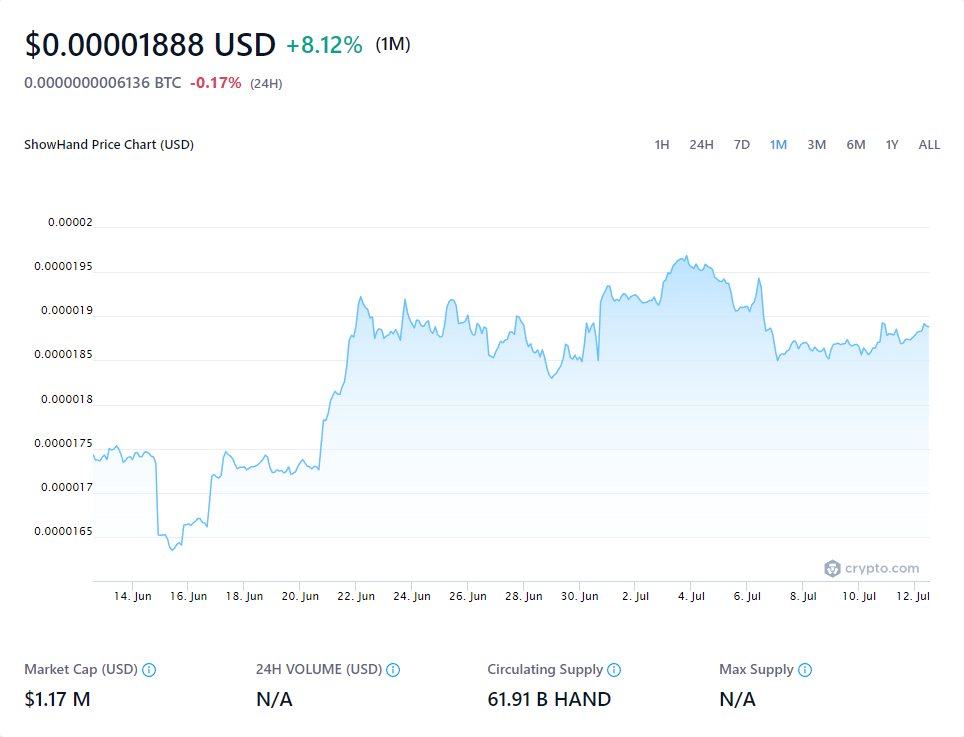 $0.00001888 USD +8.12% (1M)
0.0000000006136 BTC -0.17% (24H)
ShowHand Price Chart (USD) 1H 24H 7D 1M 3M 6M 1Y ALL
0.00002
0.0000195
0.000019
0.0000185
0.000018
0.0000175
0.000017
0.0000165
crypto.com
14. Jun 16. Jun 18. Jun 20. Jun 22. Jun 24. Jun 26. Jun 28. Jun 30. Jun 2. Jul 4. Jul 6. Jul 8. Jul 10. Jul 12. Jul
Market Cap (USD) 24H VOLUME (USD) Circulating Supply Max Supply
$1.17 M N/A 61.91 B HAND N/A